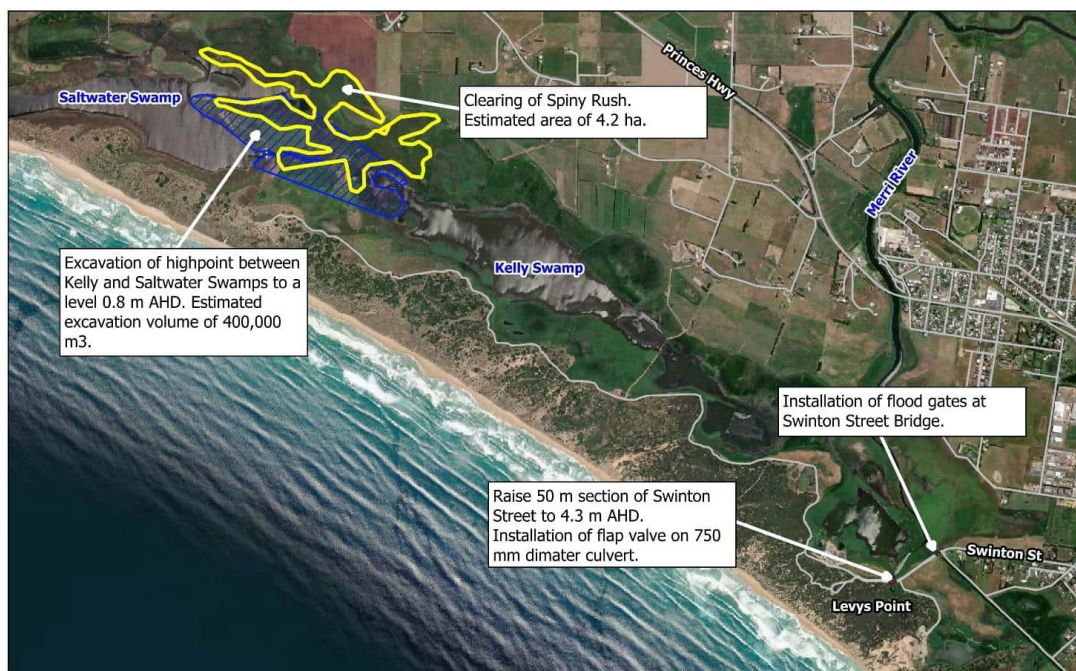 Princes Hwy
Saltwater Swamp
Clearing of Spiny Rush.
Estimated area of 4.2 ha.
MerriRiver
Excavation of highpoint between
Kelly and Saltwater Swamps to a
level 0.8 m AHD. Estimated
excavation volume of 400,000
m3.
Kelly Swamp
Installation of flood gates at
Swinton Street Bridge.
Raise 50 m section of Swinton
Street to 4.3 m AHD.
Installation of flap valve on 750
mm dimater culvert.
Swinton St
Levys Point